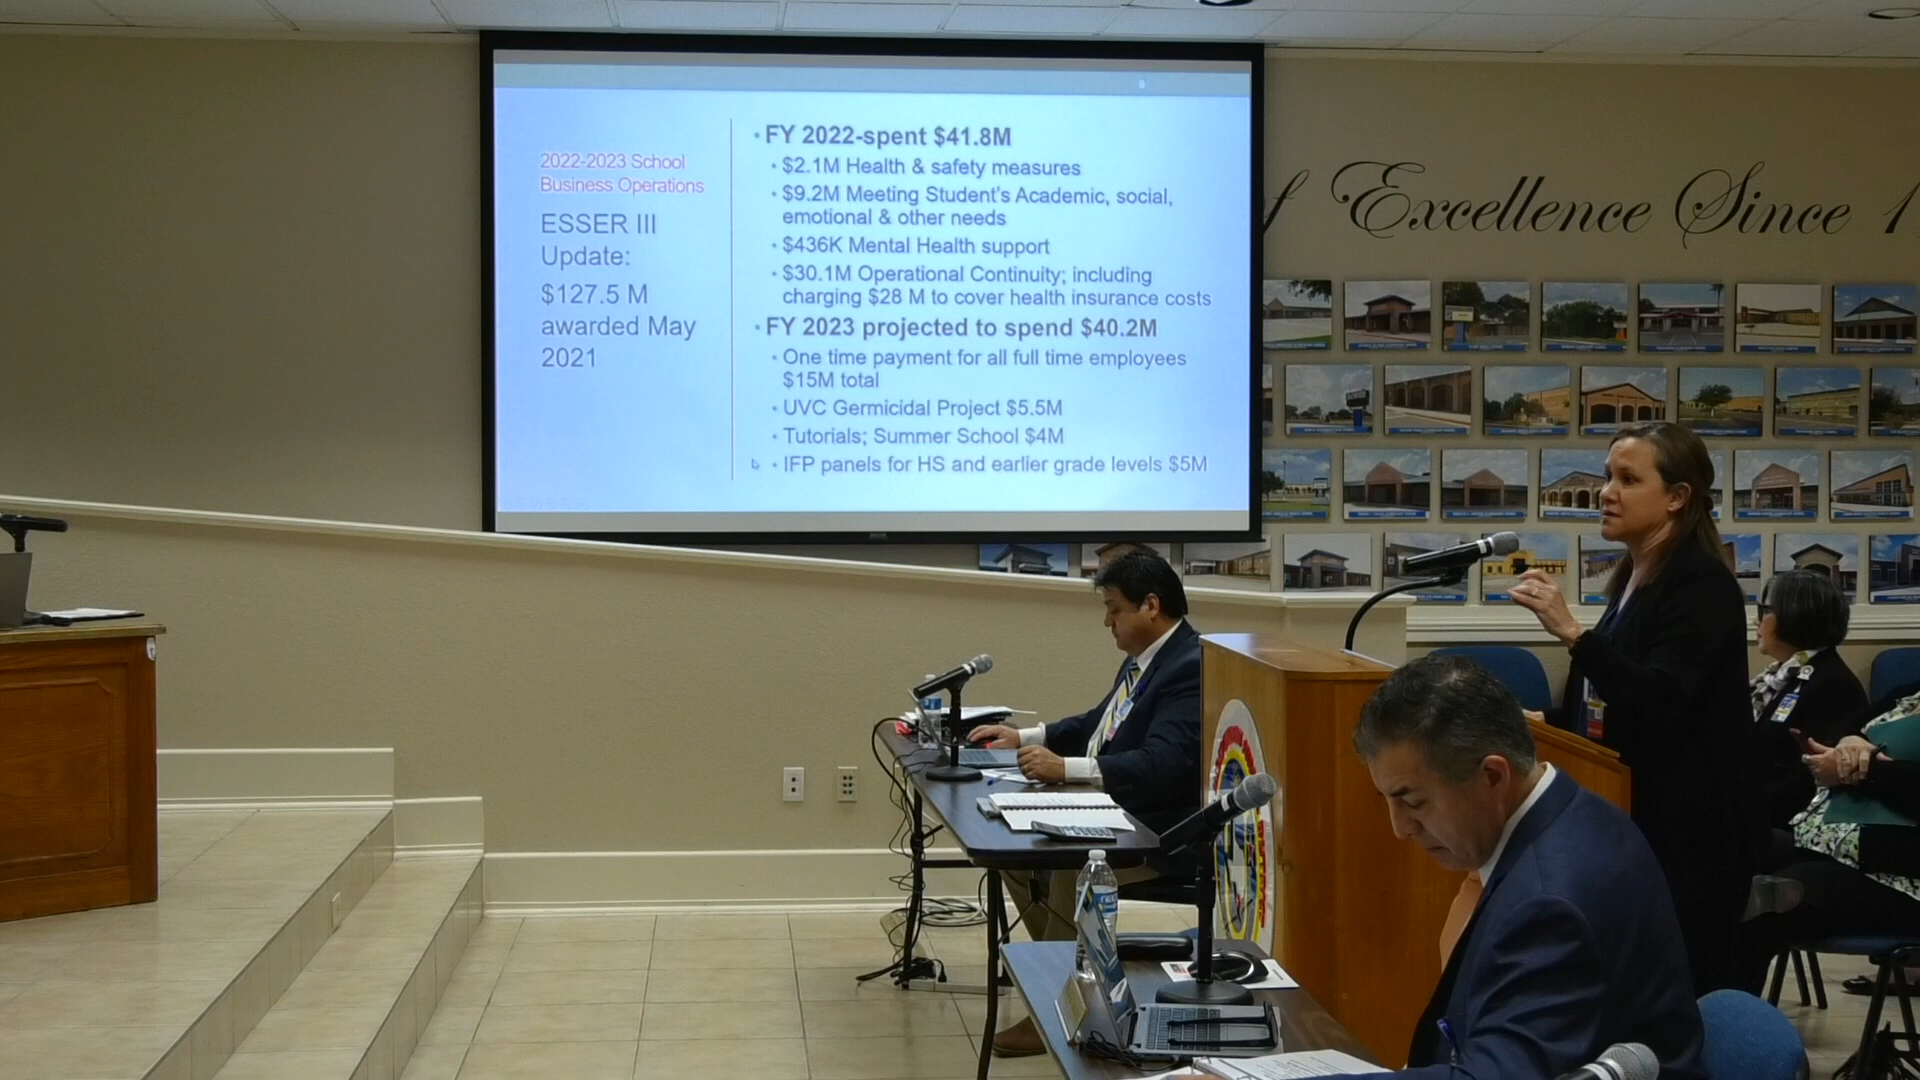 9
2022-2023 School
Business Operations
ESSER III
Update:
$127.5 M
awarded May
2021
• FY 2022-spent $41.8M
• $2.1M Health & safety measures
• $9.2M Meeting Student's Academic, social,
emotional & other needs
• $436K Mental Health support
• $30.1M Operational Continuity; including
charging $28 M to cover health insurance costs
• FY 2023 projected to spend $40.2M
• One time payment for all full time employees
$15M total
• UVC Germicidal Project $5.5M
• Tutorials; Summer School $4M
• IFP panels for HS and earlier grade levels $5M
f Excellence Since 1